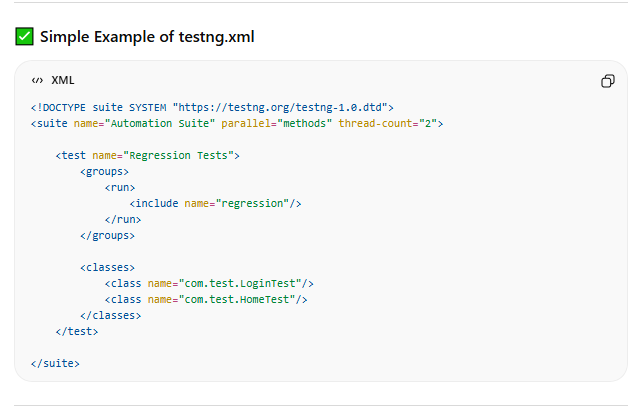 ✅ Simple Example of testng.xml
</> XML
<!DOCTYPE suite SYSTEM "https://testng.org/testng-1.0.dtd">
<suite name="Automation Suite" parallel="methods" thread-count="2">
    <test name="Regression Tests">
        <groups>
            <run>
                <include name="regression"/>
            </run>
        </groups>
        <classes>
            <class name="com.test.LoginTest"/>
            <class name="com.test.HomeTest"/>
        </classes>
    </test>
</suite>